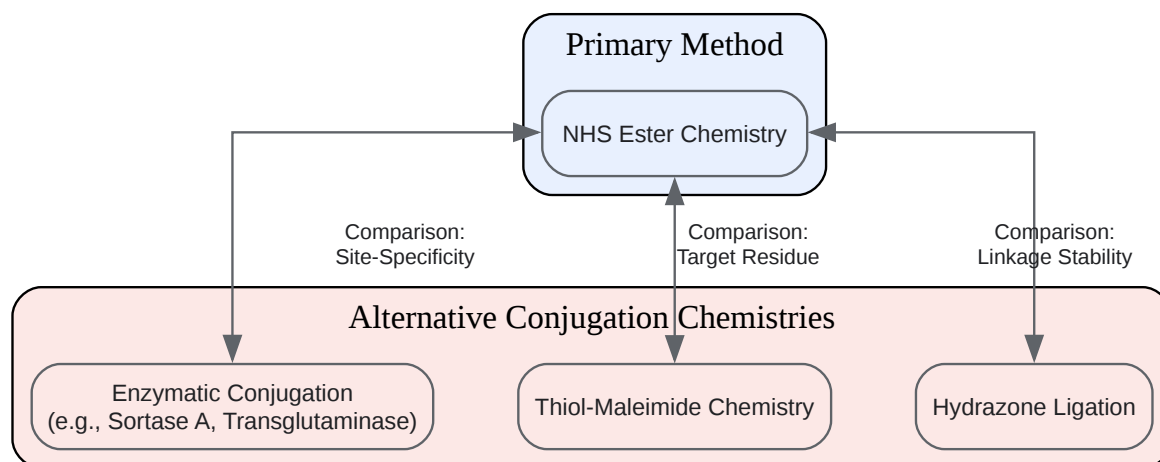 Primary Method
NHS Ester Chemistry
Comparison:
Site-Specificity
Comparison:
Target Residue
Comparison:
Linkage Stability
Alternative Conjugation Chemistries
Enzymatic Conjugation
(e.g., Sortase A, Transglutaminase)
Thiol-Maleimide Chemistry
Hydrazone Ligation